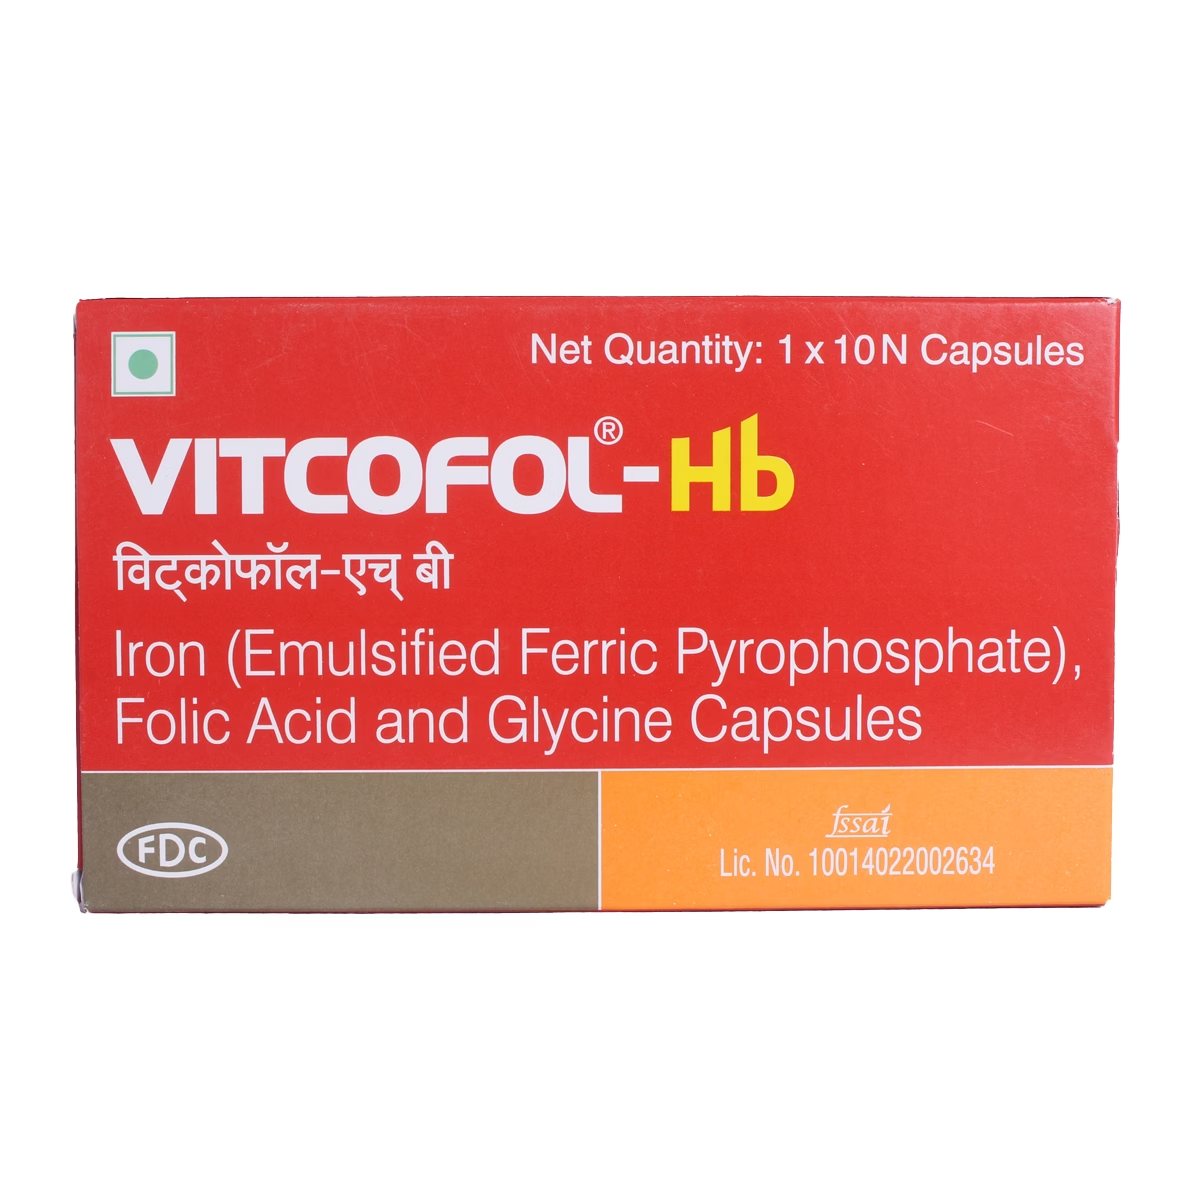 Net Quantity: 1 x 10 N Capsules
VITCOFOL®-Hb
विट्कोफॉल-एच् बी
Iron (Emulsified Ferric Pyrophosphate),
Folic Acid and Glycine Capsules
FDC
fssai
Lic. No. 10014022002634